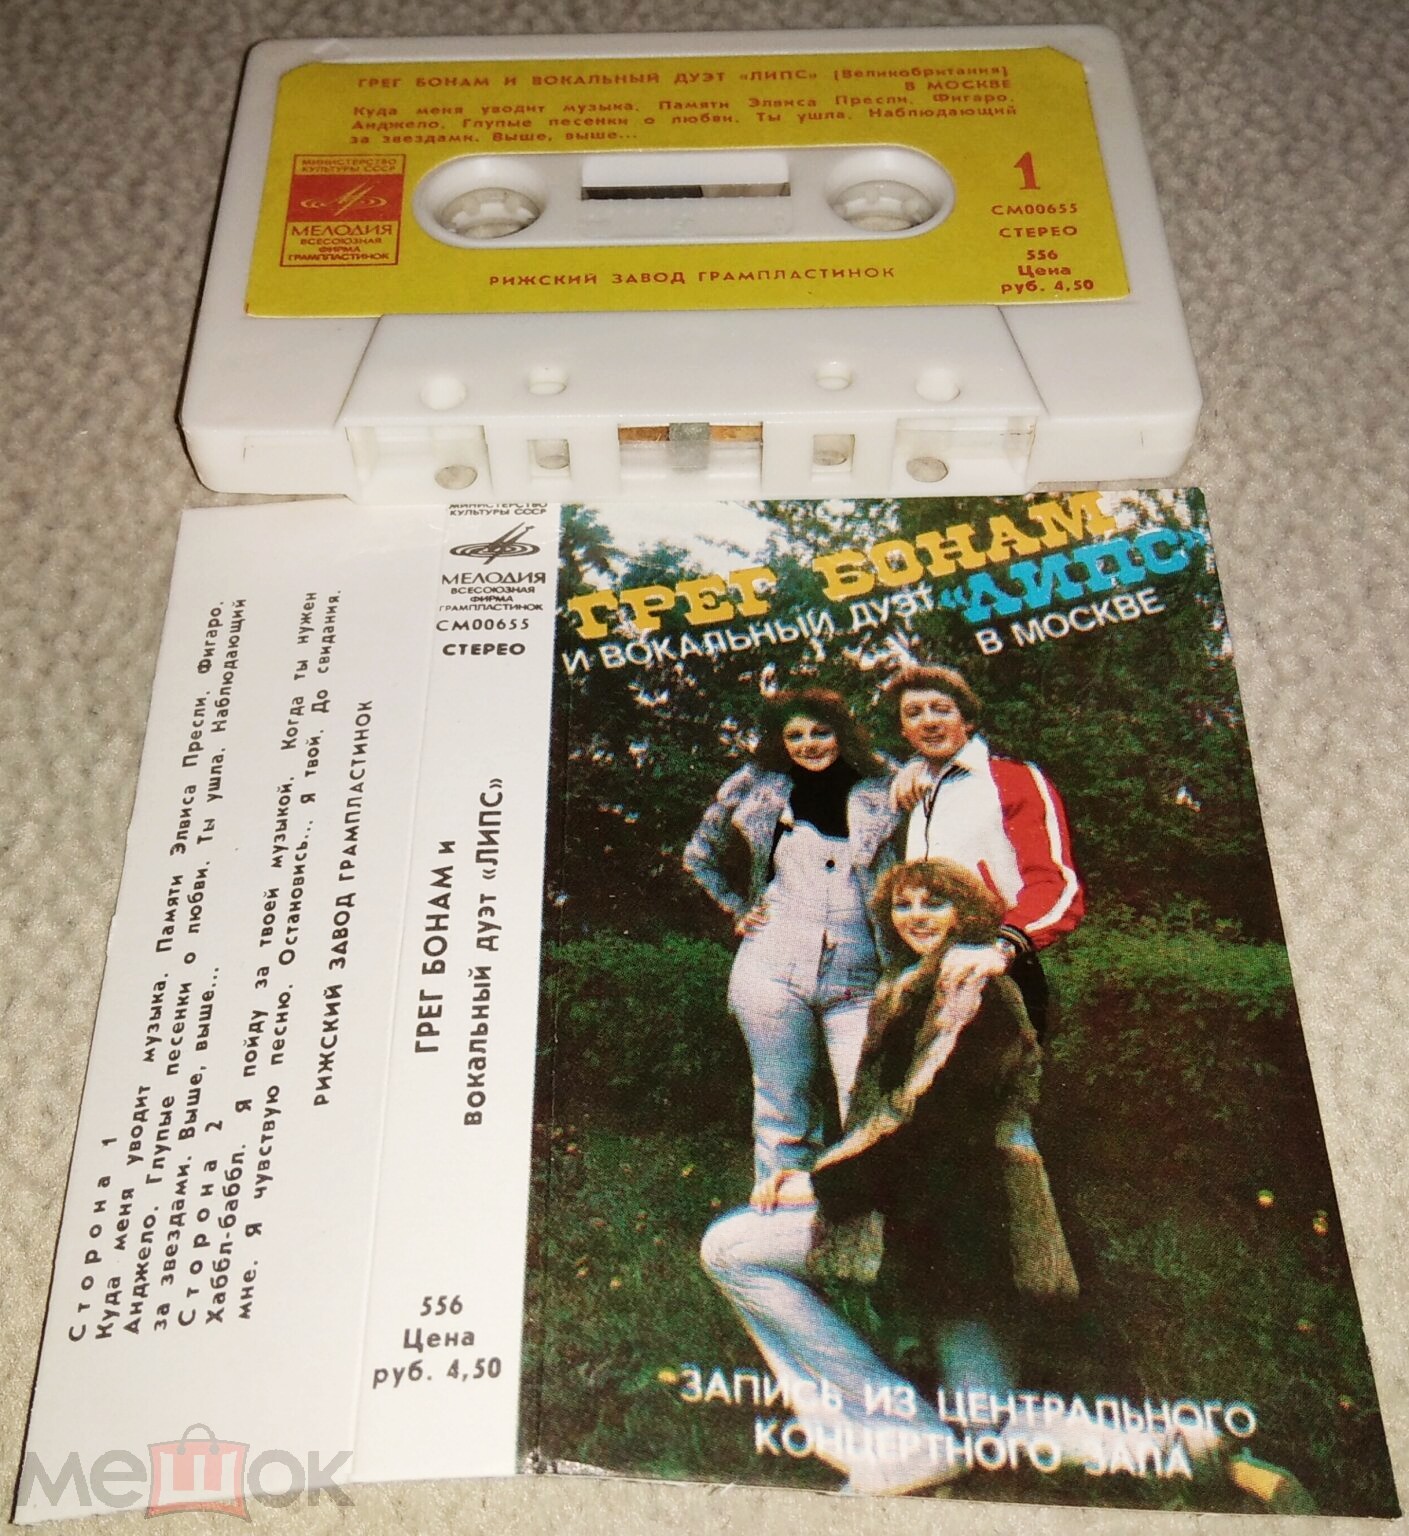 ГРЕГ БОНАМ И ВОКАЛЬНЫЙ ДУЭТ «ЛИПС» (Великобритания)
В МОСКВЕ
Куда меня уводит музыка. Памяти Элвиса Пресли. Фигаро.
Анджело. Глупые песенки о любви. Ты ушла. Наблюдающий
за звездами. Выше, выше...
МИНИСТЕРСТВО
КУЛЬТУРЫ СССР
МЕЛОДИЯ
ВСЕСОЮЗНАЯ
ФИРМА
ГРАМПЛАСТИНОК
1
СМ00655
СТЕРЕО
556
Цена
руб. 4,50
РИЖСКИЙ ЗАВОД ГРАМПЛАСТИНОК
Сторона 1
Куда меня уводит музыка. Памяти Элвиса Пресли. Фигаро.
Анджело. Глупые песенки о любви. Ты ушла. Наблюдающий
за звездами. Выше, выше...
Сторона 2
Хаббл-баббл. Я пойду за твоей музыкой. Когда ты нужен
мне. Я чувствую песню. Остановись... Я твой. До свидания.
РИЖСКИЙ ЗАВОД ГРАМПЛАСТИНОК
МИНИСТЕРСТВО
КУЛЬТУРЫ СССР
МЕЛОДИЯ
ВСЕСОЮЗНАЯ
ФИРМА
ГРАМПЛАСТИНОК
СМ00655
СТЕРЕО
ГРЕГ БОНАМ и
вокальный дуэт «ЛИПС»
556
Цена
руб. 4,50
ГРЕГ БОНАМ
И ВОКАЛЬНЫЙ ДУЭТ «ЛИПС»
В МОСКВЕ
ЗАПИСЬ ИЗ ЦЕНТРАЛЬНОГО
КОНЦЕРТНОГО ЗАЛА
мешок